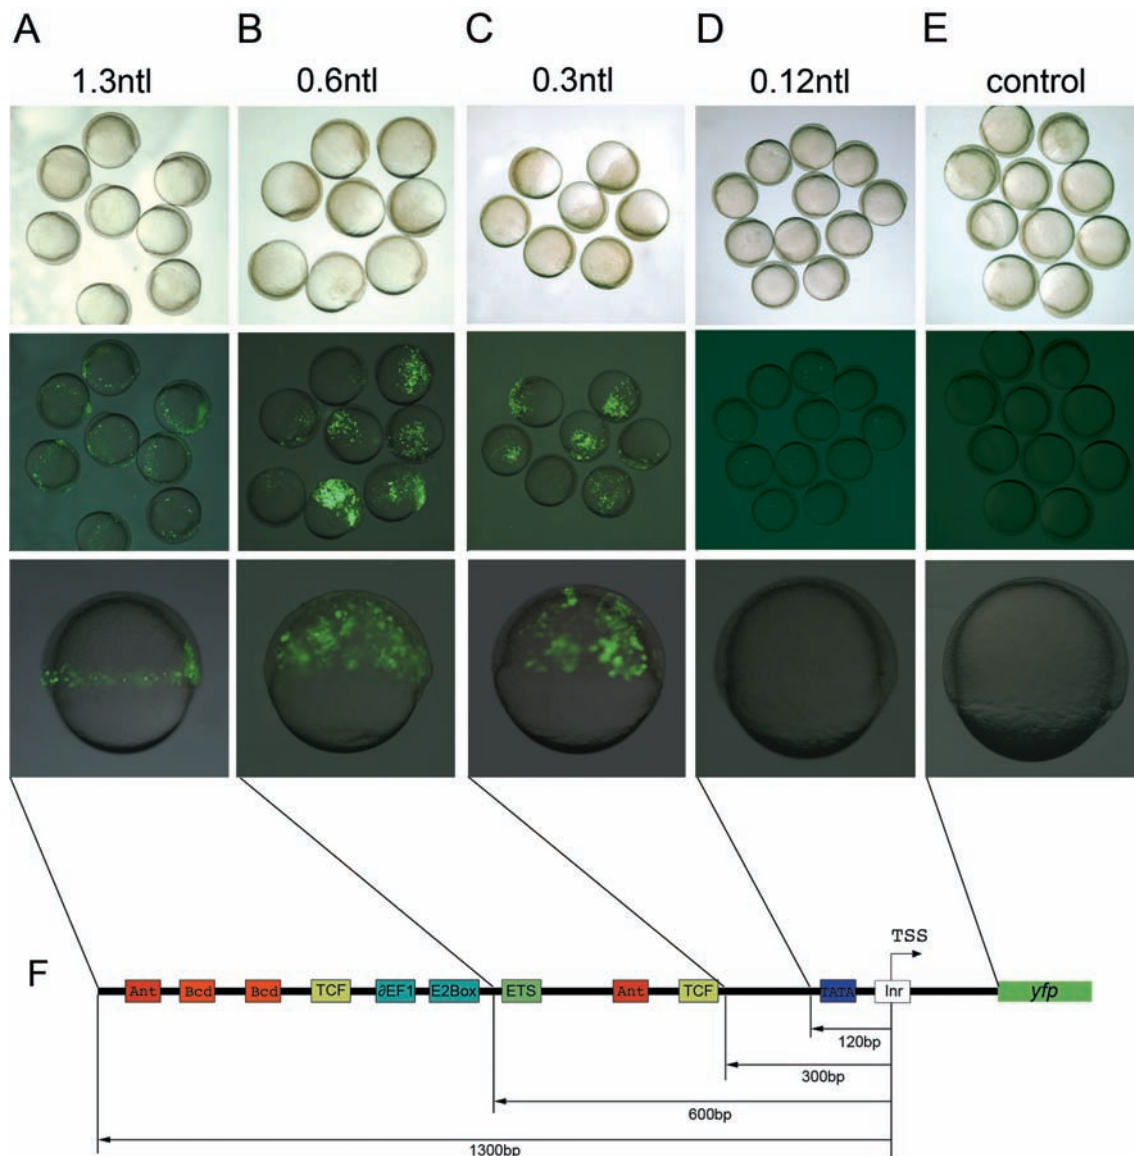 A B C D E
1.3ntl 0.6ntl 0.3ntl 0.12ntl control
TSS
F
Ant Bcd Bcd TCF ∂EF1 E2Box ETS Ant TCF TATA Inr yfp
120bp
300bp
600bp
1300bp